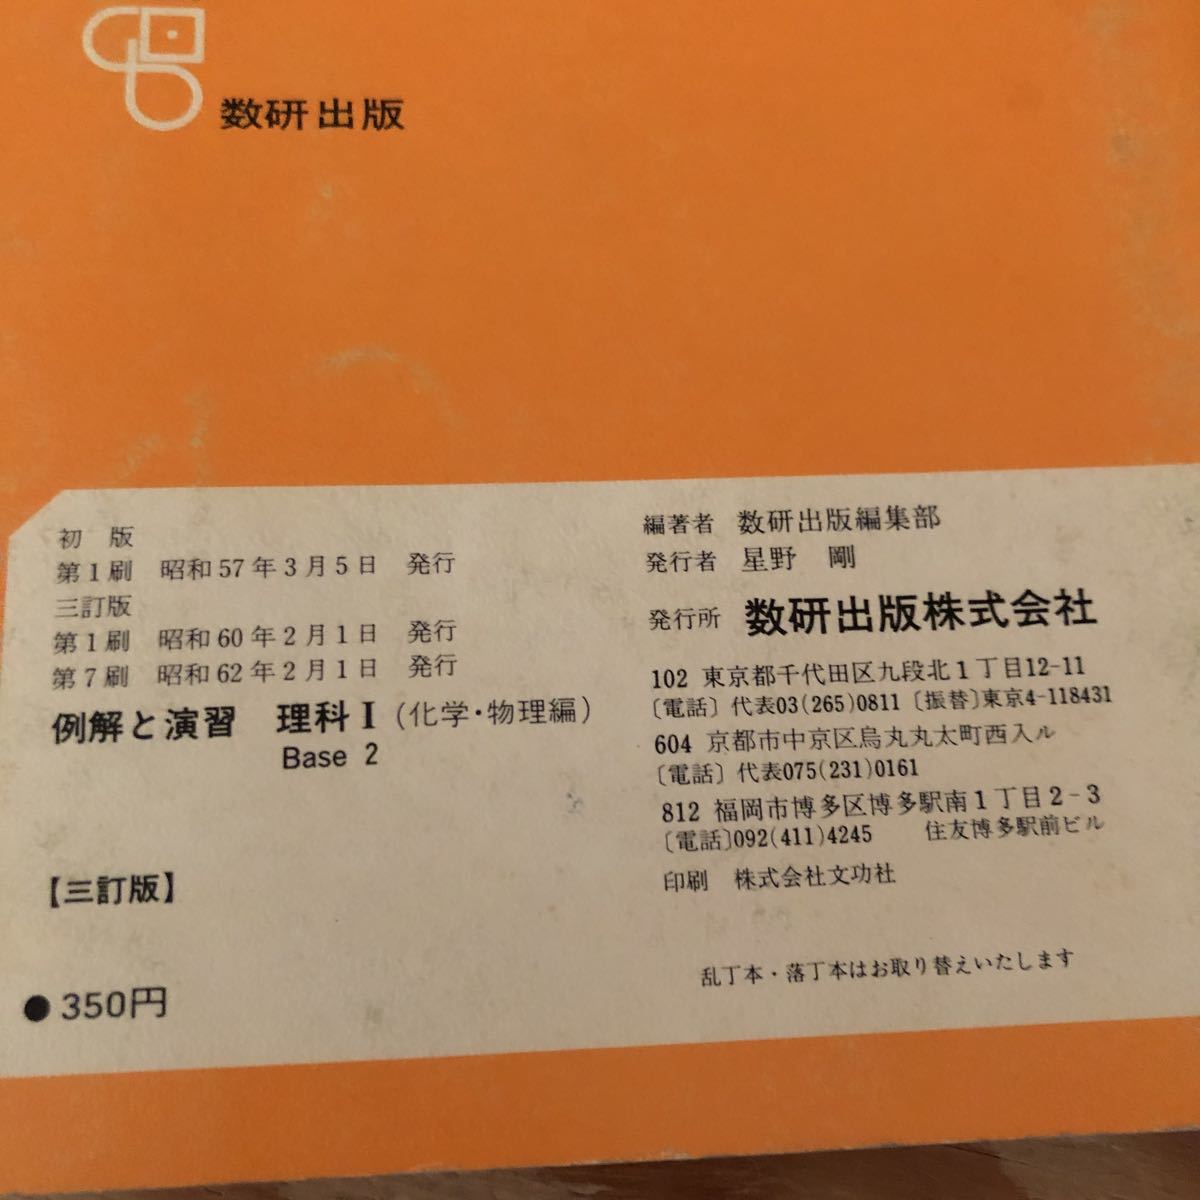 数研出版
初版
第1刷 昭和57年3月5日 発行
三訂版
第1刷 昭和60年2月1日 発行
第7刷 昭和62年2月1日 発行
例解と演習 理科Ⅰ(化学・物理編)
Base 2
【三訂版】
●350円
編著者 数研出版編集部
発行者 星野 剛
発行所 数研出版株式会社
102 東京都千代田区九段北1丁目12-11
〔電話〕代表03(265)0811〔振替〕東京4-118431
604 京都市中京区烏丸丸太町西入ル
〔電話〕代表075(231)0161
812 福岡市博多区博多駅南1丁目2-3
〔電話〕092(411)4245 住友博多駅前ビル
印刷 株式会社文功社
乱丁本・落丁本はお取り替えいたします